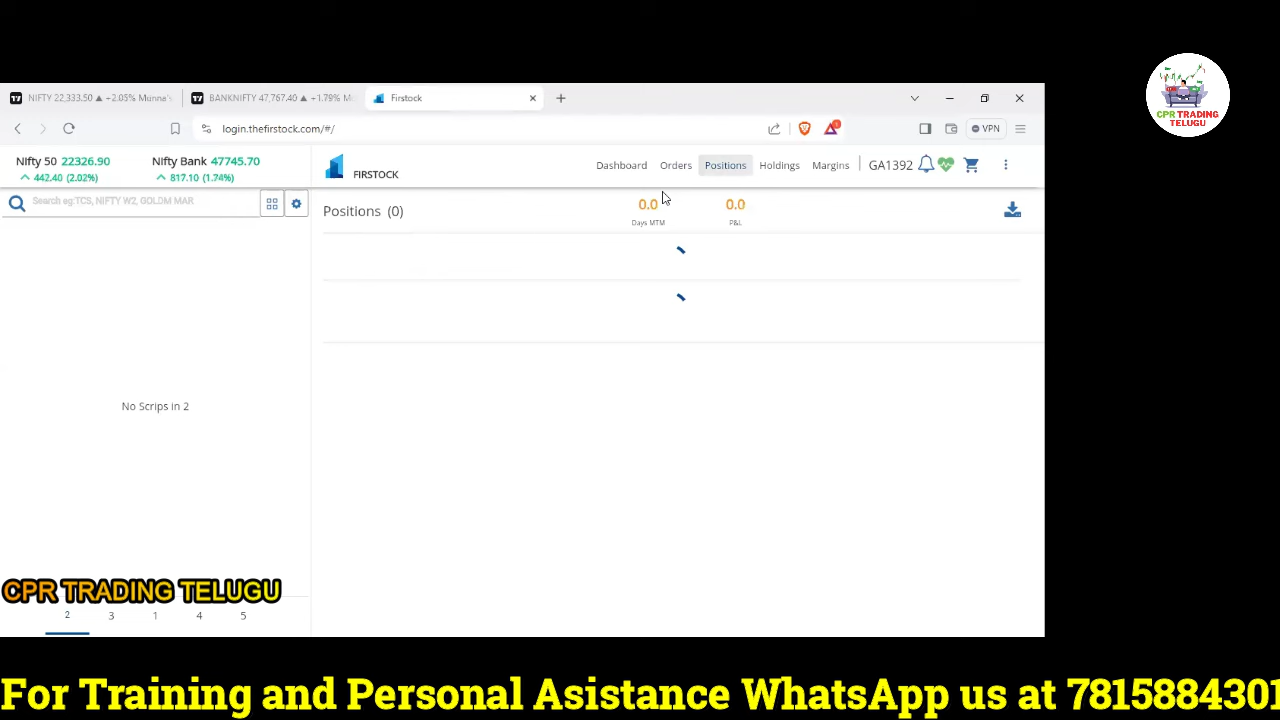 CPR TRADING
TELUGU
NIFTY 22,333.50 ▲ +2.05% Munna's
BANKNIFTY 47,767.40 ▲ +1.79% Mu
Firstock
login.thefirstock.com/#/
VPN
Nifty 50 22326.90
442.40 (2.02%)
Nifty Bank 47745.70
817.10 (1.74%)
FIRSTOCK
Dashboard Orders Positions Holdings Margins GA1392
Search eg:TCS, NIFTY W2, GOLDM MAR
Positions (0)
0.0 0.0
Days MTM P&L
No Scrips in 2
CPR TRADING TELUGU
2 3 1 4 5
For Training and Personal Asistance WhatsApp us at 7815884301